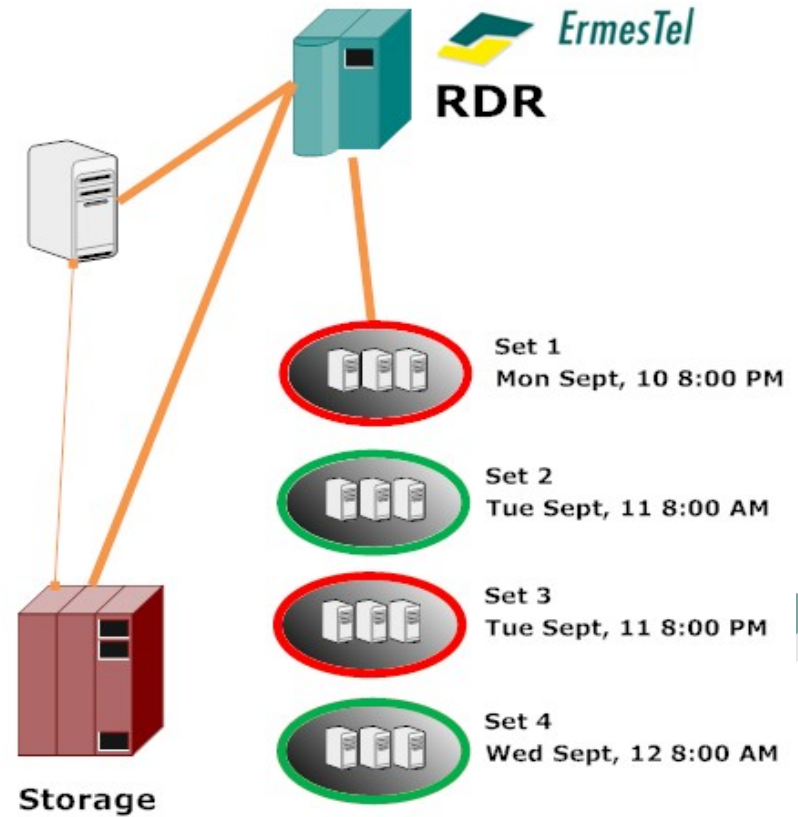 ErmesTel
RDR
Set 1
Mon Sept, 10 8:00 PM
Set 2
Tue Sept, 11 8:00 AM
Set 3
Tue Sept, 11 8:00 PM
Set 4
Wed Sept, 12 8:00 AM
Storage